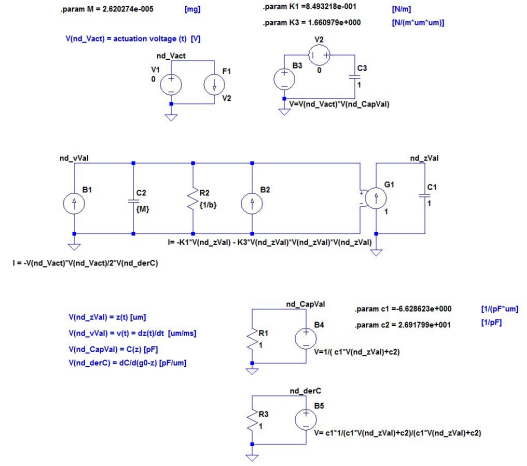 .param M = 2.620274e-005 [mg]
.param K1 =8.493218e-001 [N/m]
.param K3 = 1.660979e+000 [N/(m*um*um)]
V(nd_Vact) = actuation voltage (t) [V]
nd_Vact
V1
0
F1
V2
V2
0
B3
C3
1
V=V(nd_Vact)*V(nd_CapVal)
nd_vVal
nd_zVal
B1
C2
{M}
R2
{1/b}
B2
G1
1
C1
1
I= -K1*V(nd_zVal) - K3*V(nd_zVal)*V(nd_zVal)*V(nd_zVal)
I = -V(nd_Vact)*V(nd_Vact)/2*V(nd_derC)
V(nd_zVal) = z(t) [um]
V(nd_vVal) = v(t) = dz(t)/dt [um/ms]
V(nd_CapVal) = C(z) [pF]
V(nd_derC) = dC/d(g0-z) [pF/um]
nd_CapVal
R1
1
B4
V=1/( c1*V(nd_zVal)+c2)
.param c1 =-6.628623e+000 [1/(pF*um]
.param c2 = 2.691799e+001 [1/pF]
nd_derC
R3
1
B5
V= c1*1/(c1*V(nd_zVal)+c2)/(c1*V(nd_zVal)+c2)